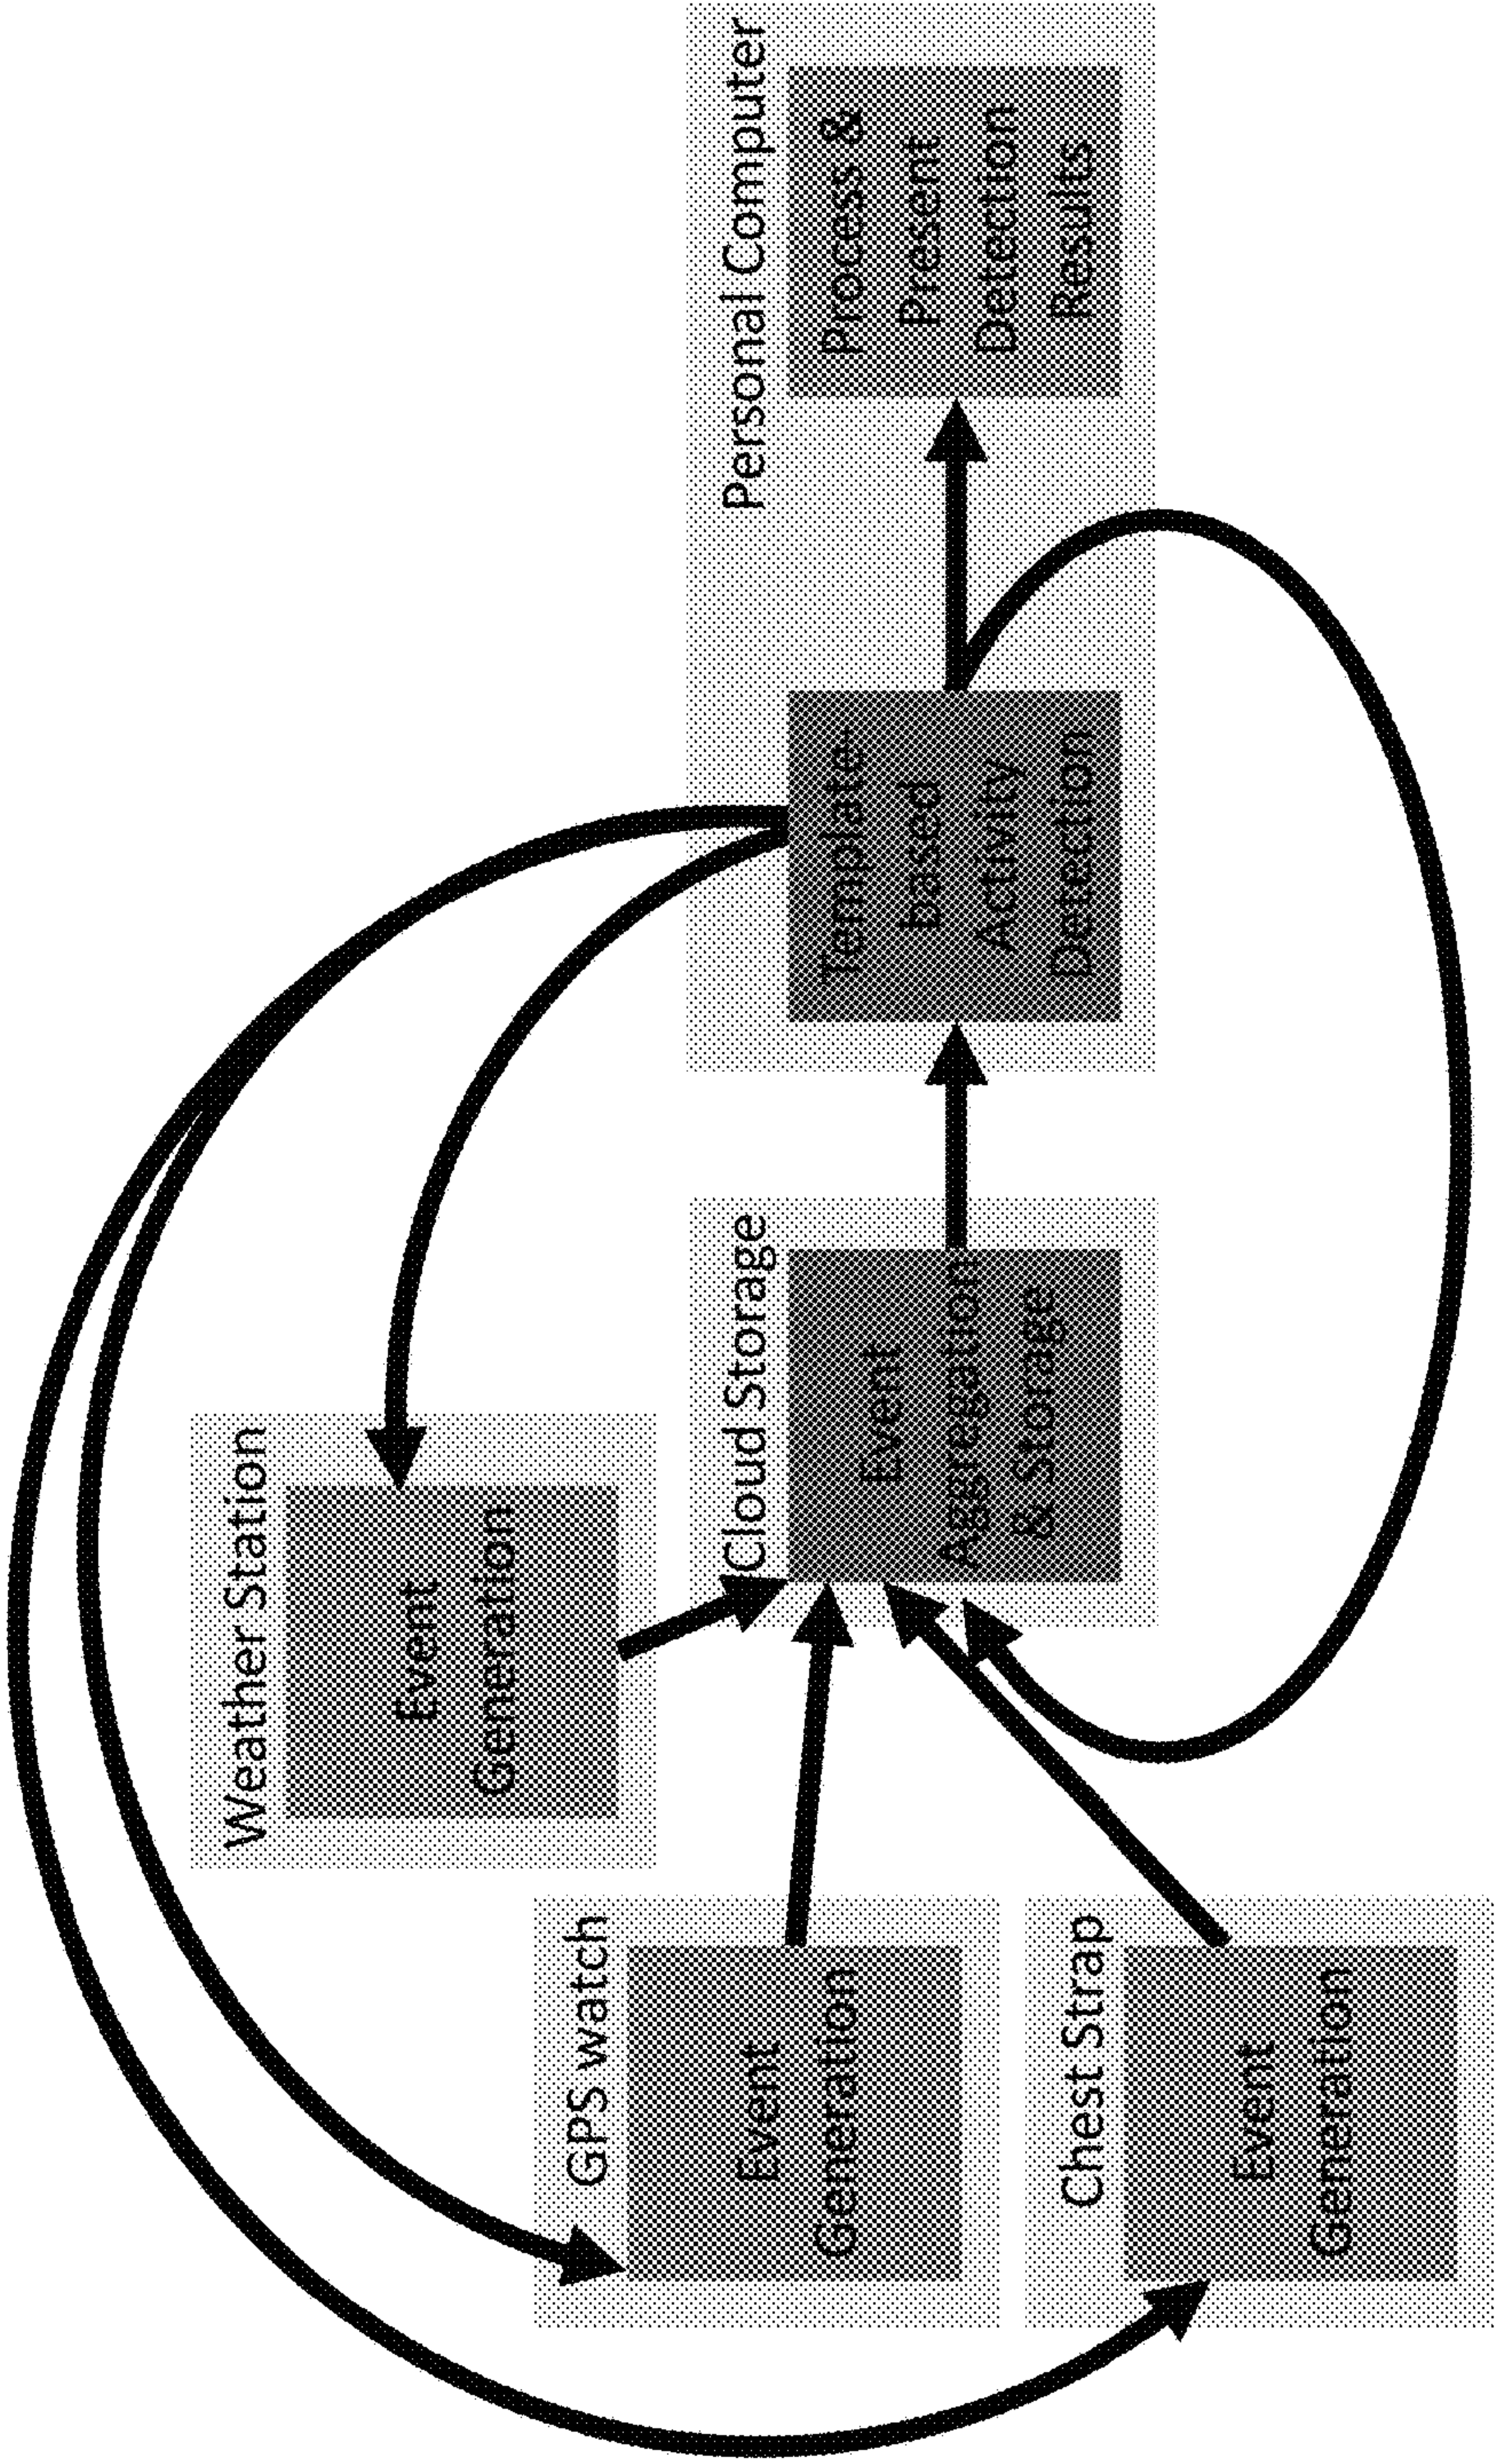 Weather Station
Event
Generation
GPS watch
Event
Generation
Chest Strap
Event
Generation
Cloud Storage
Event
Aggregation
& Storage
Personal Computer
Template-
based
Activity
Detection
Process &
Present
Detection
Results